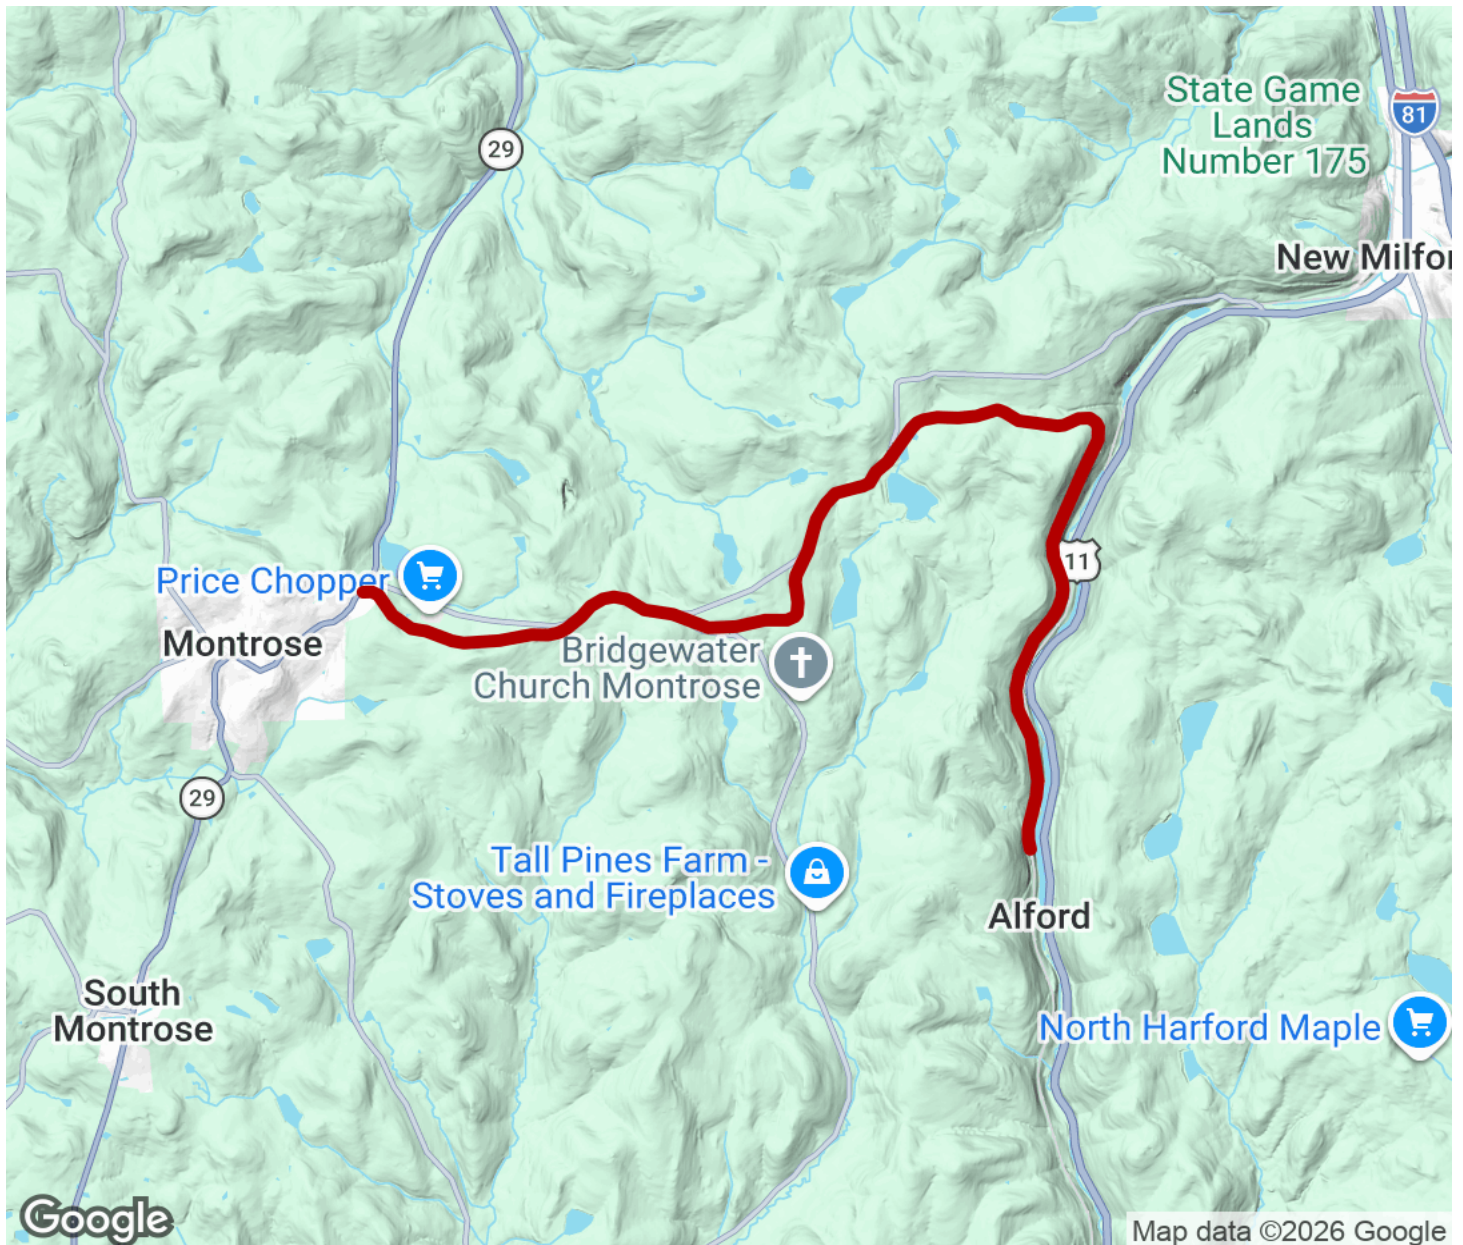 State Game
Lands
Number 175
81
29
New Milfo
Price Chopper
11
Montrose
Bridgewater
Church Montrose
29
Tall Pines Farm -
Stoves and Fireplaces
Alford
South
Montrose
North Harford Maple
Google
Map data ©2026 Google